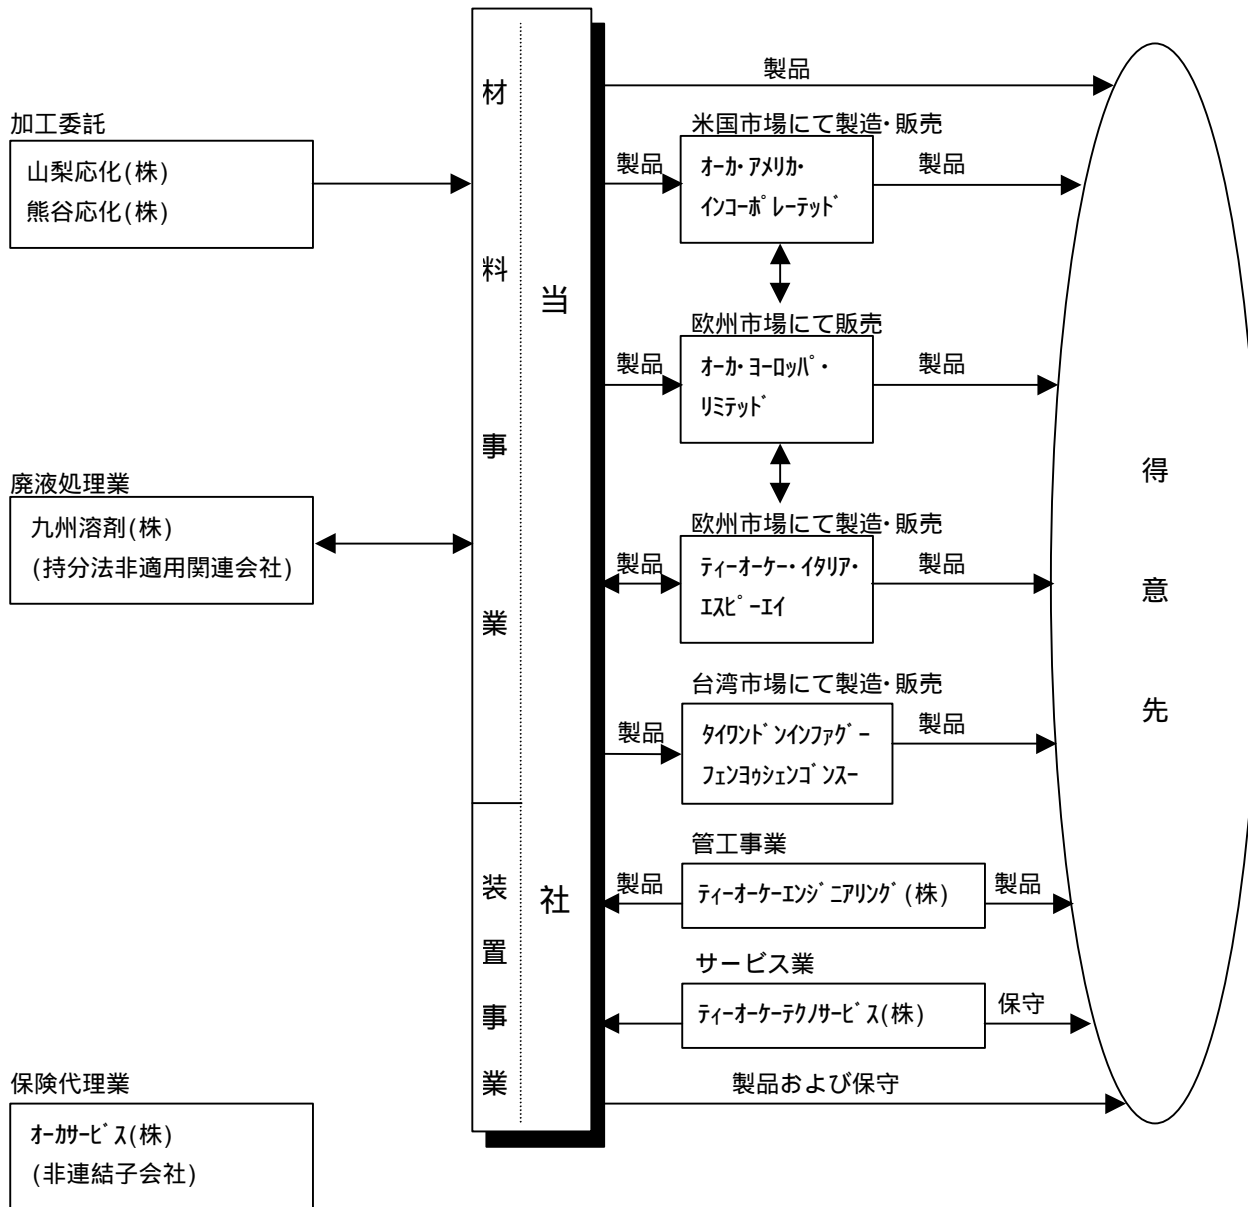 加工委託
山梨応化(株)
熊谷応化(株)
廃液処理業
九州溶剤(株)
(持分法非適用関連会社)
保険代理業
ｵｰｶｻｰﾋﾞｽ(株)
(非連結子会社)
材料事業
装置事業
当社
製品
米国市場にて製造・販売
製品
ｵｰｶ･ｱﾒﾘｶ･
ｲﾝｺｰﾎﾟﾚｰﾃｯﾄﾞ
製品
欧州市場にて販売
製品
ｵｰｶ･ﾖｰﾛｯﾊﾟ･
ﾘﾐﾃｯﾄﾞ
製品
欧州市場にて製造・販売
製品
ﾃｨｰｵｰｹｰ･ｲﾀﾘｱ･
ｴｽﾋﾟｰｴｲ
製品
台湾市場にて製造・販売
製品
ﾀｲﾜﾝﾄﾞﾝｲﾝﾌｧｸﾞｰ
ﾌｪﾝﾖｩｼｪﾝｺﾞﾝｽｰ
製品
管工事業
製品
ﾃｨｰｵｰｹｰｴﾝｼﾞﾆｱﾘﾝｸﾞ(株)
製品
サービス業
ﾃｨｰｵｰｹｰﾃｸﾉｻｰﾋﾞｽ(株)
保守
製品および保守
得意先